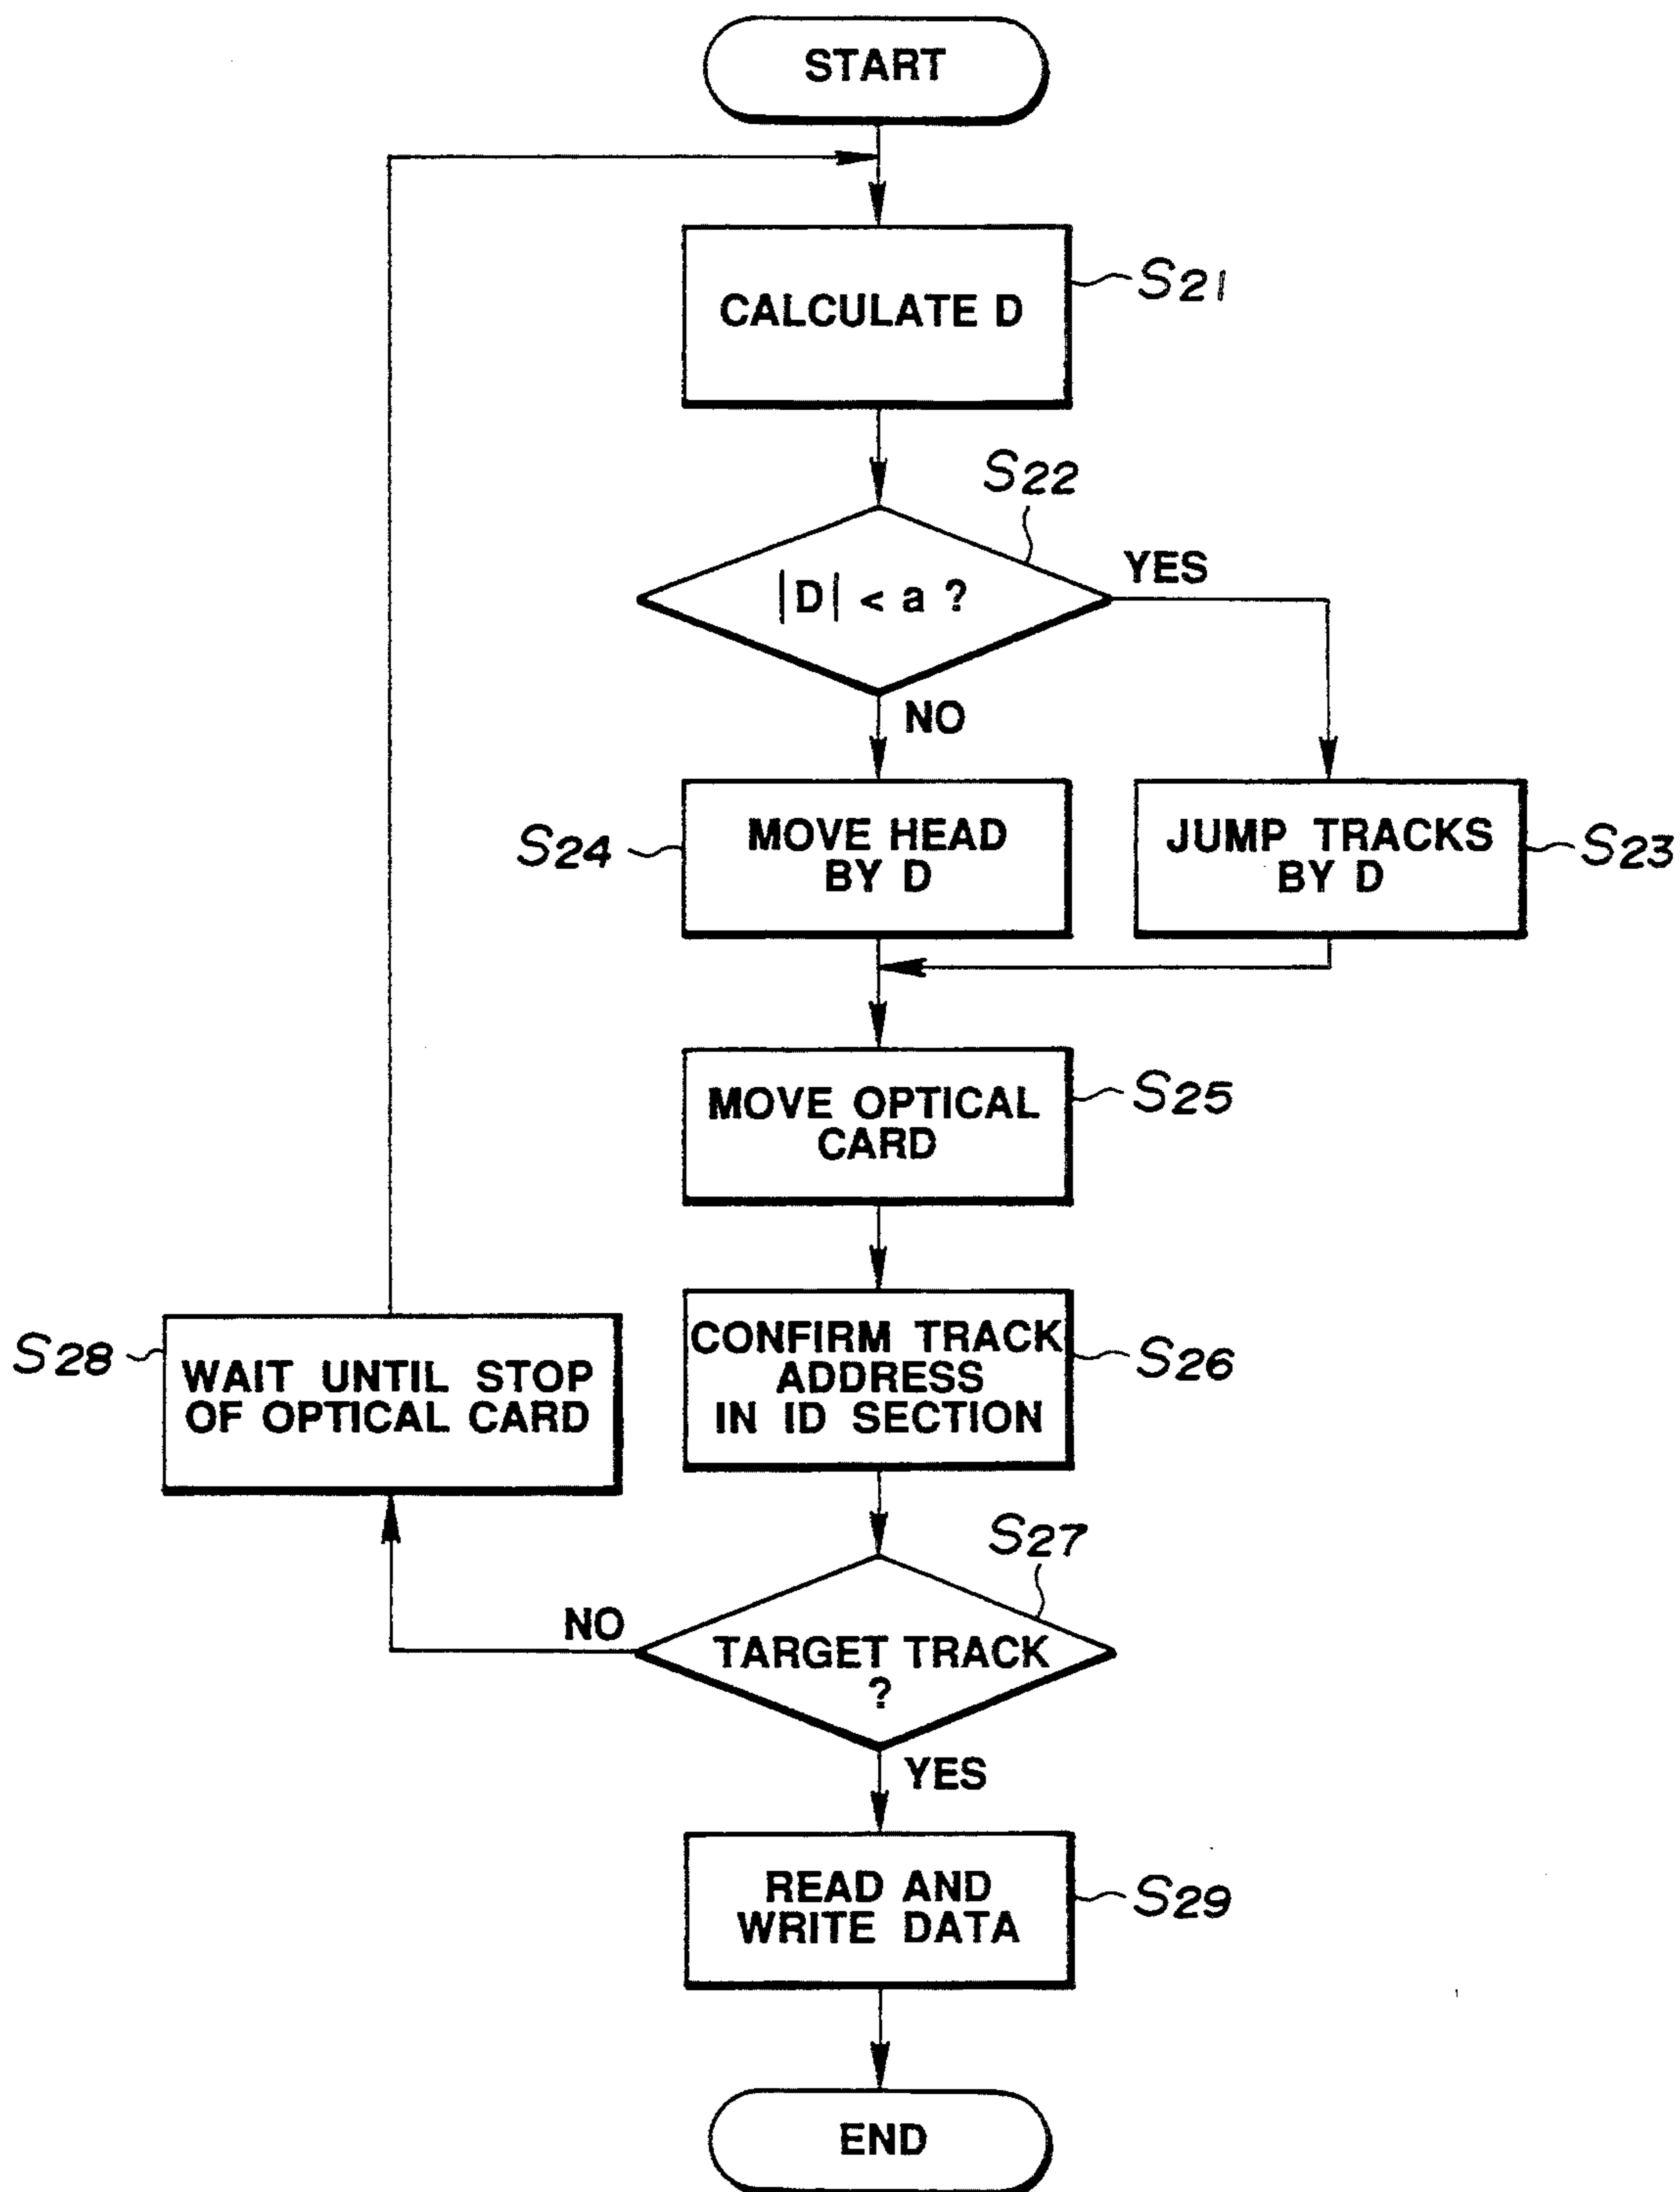 START
CALCULATE D
S21
S22
|D| < a ?
YES
NO
MOVE HEAD
BY D
S24
JUMP TRACKS
BY D
S23
MOVE OPTICAL
CARD
S25
CONFIRM TRACK
ADDRESS
IN ID SECTION
S26
S28
WAIT UNTIL STOP
OF OPTICAL CARD
S27
NO
TARGET TRACK
?
YES
READ AND
WRITE DATA
S29
END